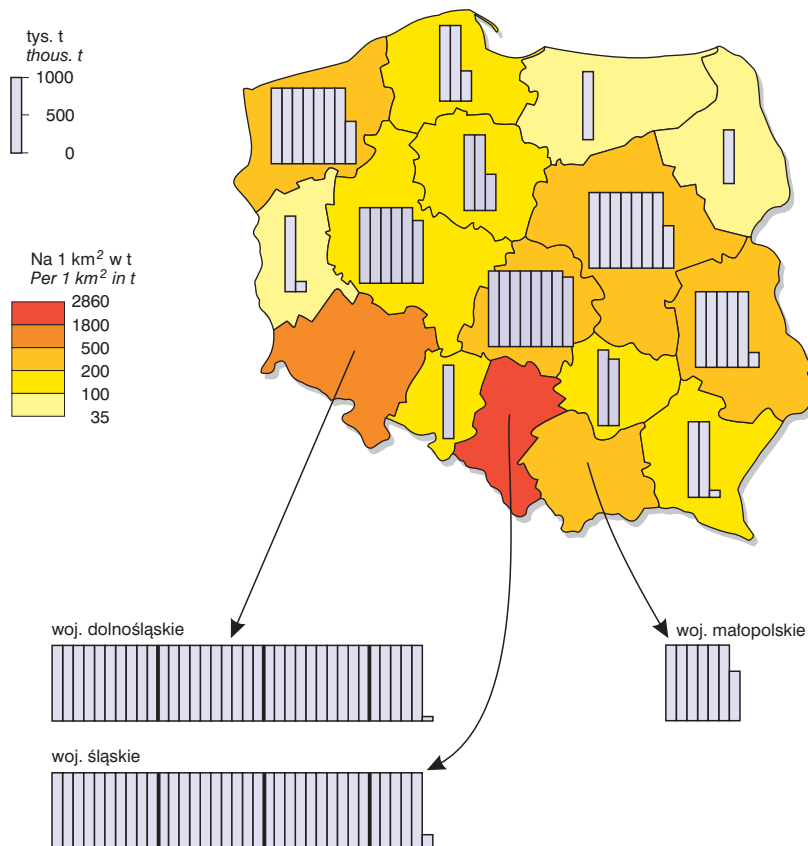 tys. t
thous. t
1000
500
0
Na 1 km² w t
Per 1 km² in t
2860
1800
500
200
100
35
woj. dolnośląskie
woj. małopolskie
woj. śląskie